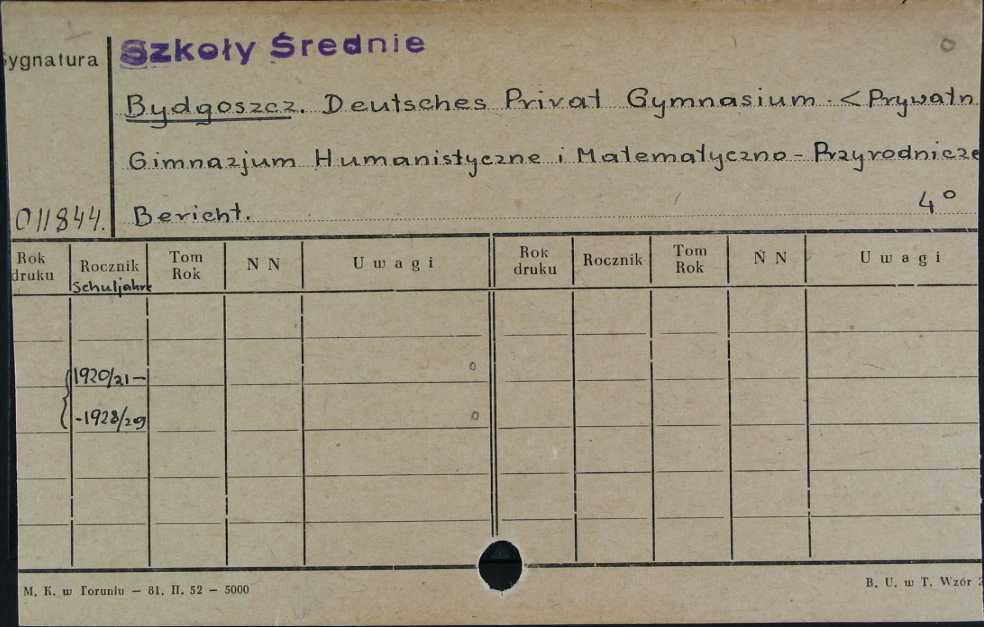 Sygnatura
Szkoły Średnie
Bydgoszcz. Deutsches Privat Gymnasium. < Prywatn
Gimnazjum Humanistyczne i Matematyczno-Przyrodnicze
011844.
Bericht. 4°
Rok druku Rocznik Tom Rok N N Uwagi Rok druku Rocznik Tom Rok N N Uwagi
Schuljahre
1920/21-
-1928/29
M. K. w Toruniu — 81. II. 52 — 5000
B. U. w T. Wzór